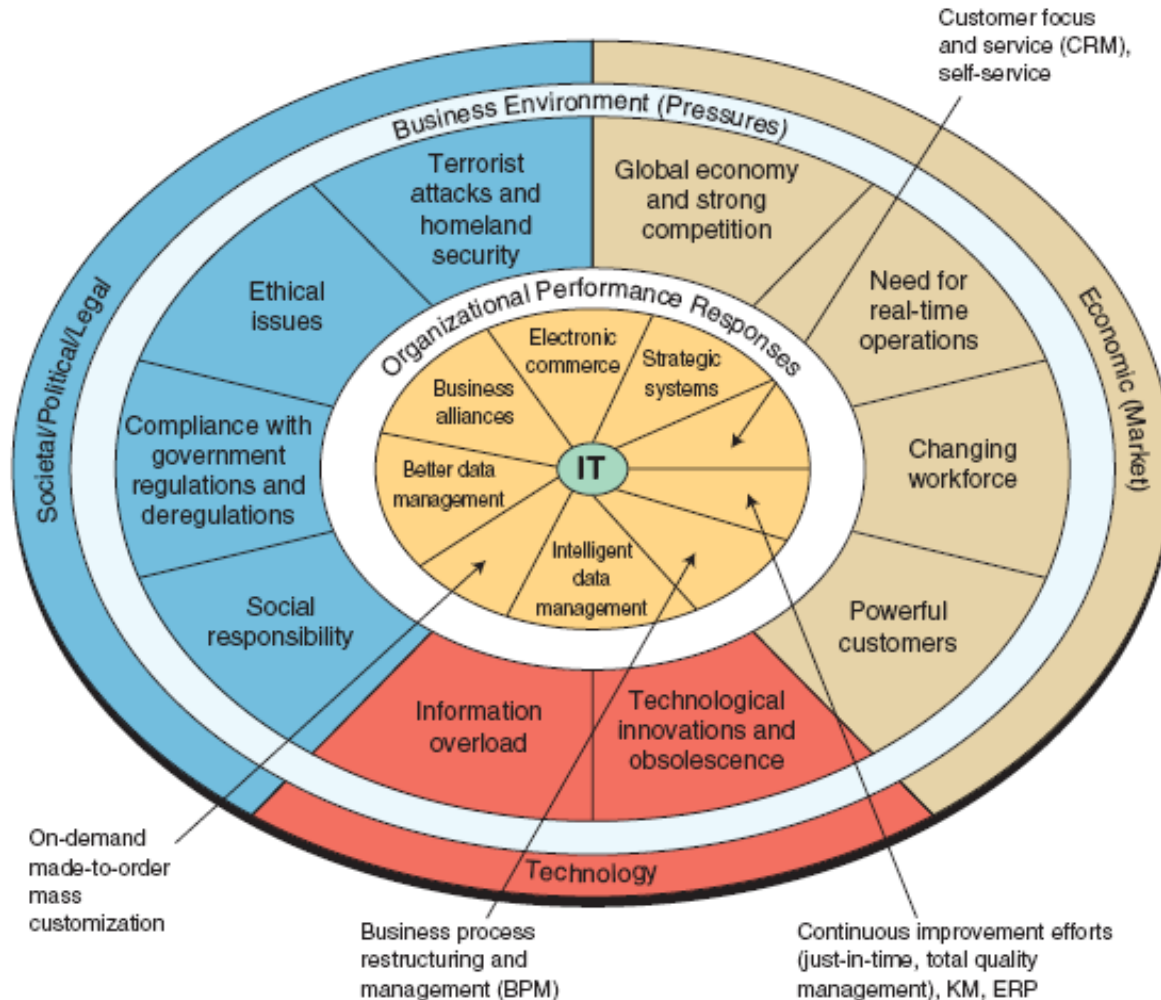 Customer focus
and service (CRM),
self-service
Business Environment (Pressures)
Terrorist
attacks and
homeland
security
Global economy
and strong
competition
Ethical
issues
Need for
real-time
operations
Societal/Political/Legal
Economic (Market)
Organizational Performance Responses
Electronic
commerce
Strategic
systems
Business
alliances
Compliance with
government
regulations and
deregulations
Better data
management
IT
Changing
workforce
Intelligent
data
management
Social
responsibility
Powerful
customers
Information
overload
Technological
innovations and
obsolescence
Technology
On-demand
made-to-order
mass
customization
Business process
restructuring and
management (BPM)
Continuous improvement efforts
(just-in-time, total quality
management), KM, ERP